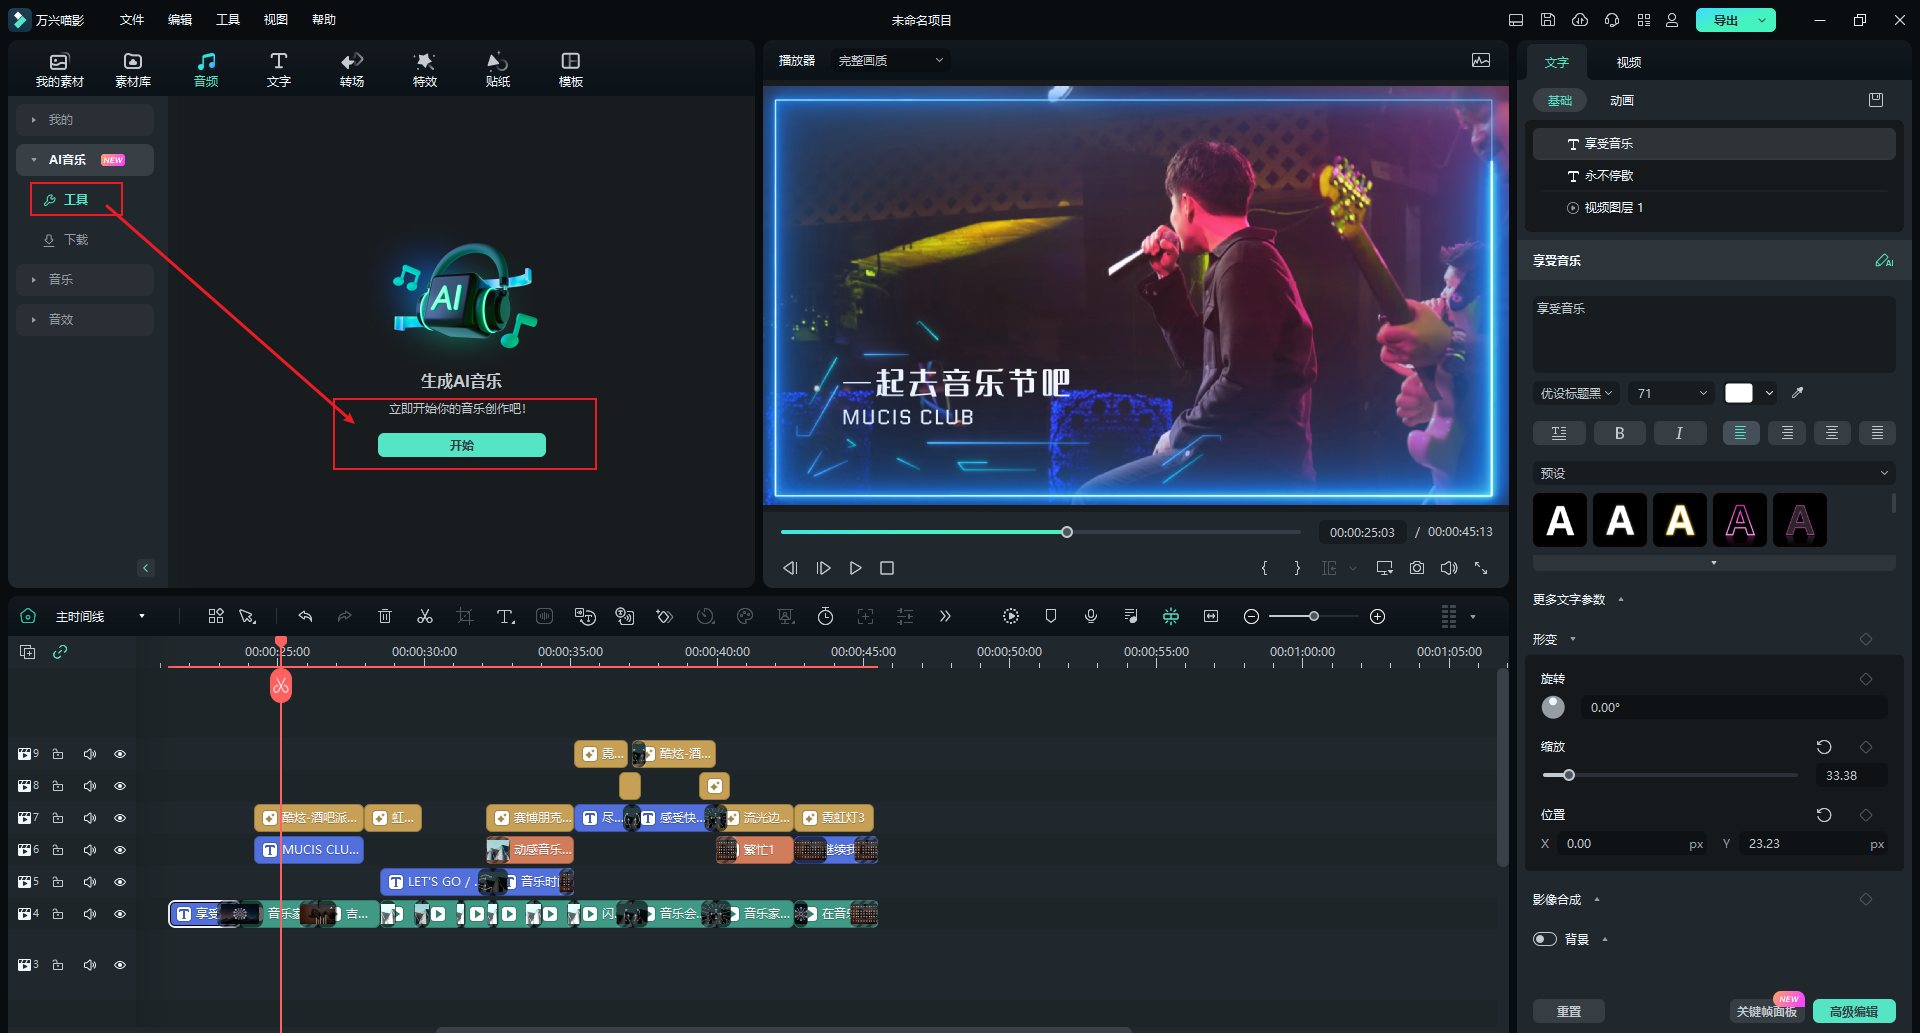 万兴喵影
文件
编辑
工具
视图
帮助
未命名项目
导出
我的素材
素材库
音频
文字
转场
特效
贴纸
模板
我的
AI音乐
NEW
工具
下载
音乐
音效
AI
生成AI音乐
立即开始你的音乐创作吧!
开始
播放器
完整画质
一起去音乐节吧
MUCIS CLUB
00:00:25:03
/
00:00:45:13
文字
视频
基础
动画
享受音乐
永不停歇
视频图层 1
享受音乐
AI
享受音乐
优设标题黑
71
B
I
预设
A
A
A
A
A
更多文字参数
形变
旋转
0.00°
缩放
33.38
位置
X
0.00
px
Y
23.23
px
影像合成
背景
重置
关键帧面板
NEW
高级编辑
主时间线
00:00:25:00
00:00:30:00
00:00:35:00
00:00:40:00
00:00:45:00
00:00:50:00
00:00:55:00
00:01:00:00
00:01:05:00
9
霓...
酷炫-酒...
8
7
酷炫-酒吧派...
虹...
赛博朋克...
尽...
感受快...
流光边...
霓虹灯3
6
MUCIS CLU...
动感音乐...
繁忙1
继续我
5
LET'S GO / ...
音乐时
4
享受
音乐家
吉...
闪
音乐会...
音乐家...
在音乐
3